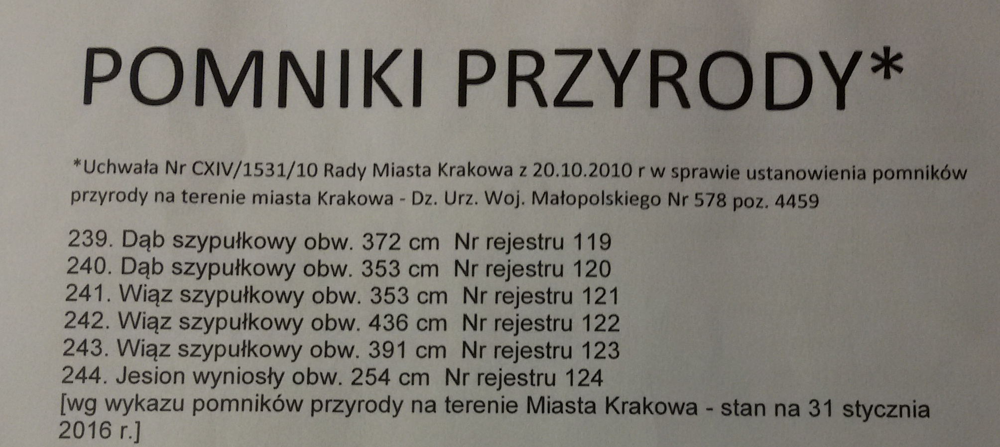 POMNIKI PRZYRODY*
*Uchwała Nr CXIV/1531/10 Rady Miasta Krakowa z 20.10.2010 r w sprawie ustanowienia pomników
przyrody na terenie miasta Krakowa - Dz. Urz. Woj. Małopolskiego Nr 578 poz. 4459
239. Dąb szypułkowy obw. 372 cm  Nr rejestru 119
240. Dąb szypułkowy obw. 353 cm  Nr rejestru 120
241. Wiąz szypułkowy obw. 353 cm  Nr rejestru 121
242. Wiąz szypułkowy obw. 436 cm  Nr rejestru 122
243. Wiąz szypułkowy obw. 391 cm  Nr rejestru 123
244. Jesion wyniosły obw. 254 cm  Nr rejestru 124
[wg wykazu pomników przyrody na terenie Miasta Krakowa - stan na 31 stycznia
2016 r.]